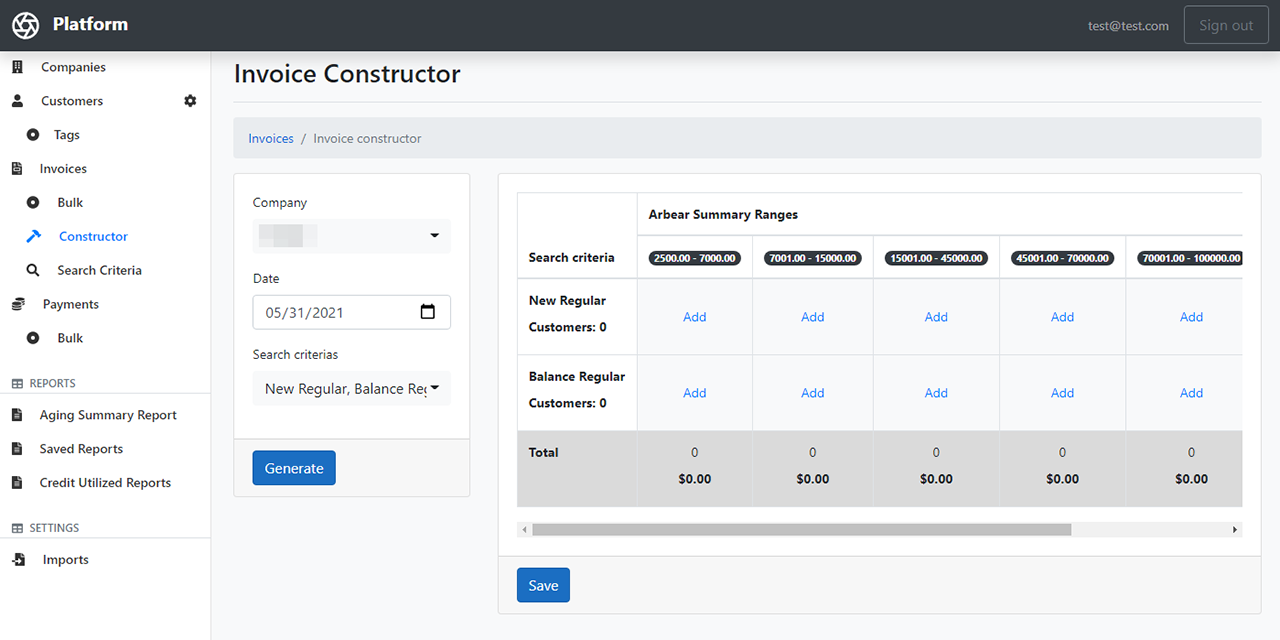 Platform
test@test.com
Sign out
Companies
Customers
Tags
Invoices
Bulk
Constructor
Search Criteria
Payments
Bulk
REPORTS
Aging Summary Report
Saved Reports
Credit Utilized Reports
SETTINGS
Imports
Invoice Constructor
Invoices / Invoice constructor
Company
Date
05/31/2021
Search criterias
New Regular, Balance Reg
Generate
Arbear Summary Ranges
Search criteria 2500.00 - 7000.00 7001.00 - 15000.00 15001.00 - 45000.00 45001.00 - 70000.00 70001.00 - 100000.00
New Regular
Customers: 0 Add Add Add Add Add
Balance Regular
Customers: 0 Add Add Add Add Add
Total 0 0 0 0 0
$0.00 $0.00 $0.00 $0.00 $0.00
Save